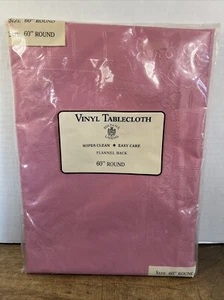 SIZE 60" ROUND
VINYL TABLECLOTH
WIPES CLEAN • EASY CARE
FLANNEL BACK
60" ROUND
SIZE 60" ROUND